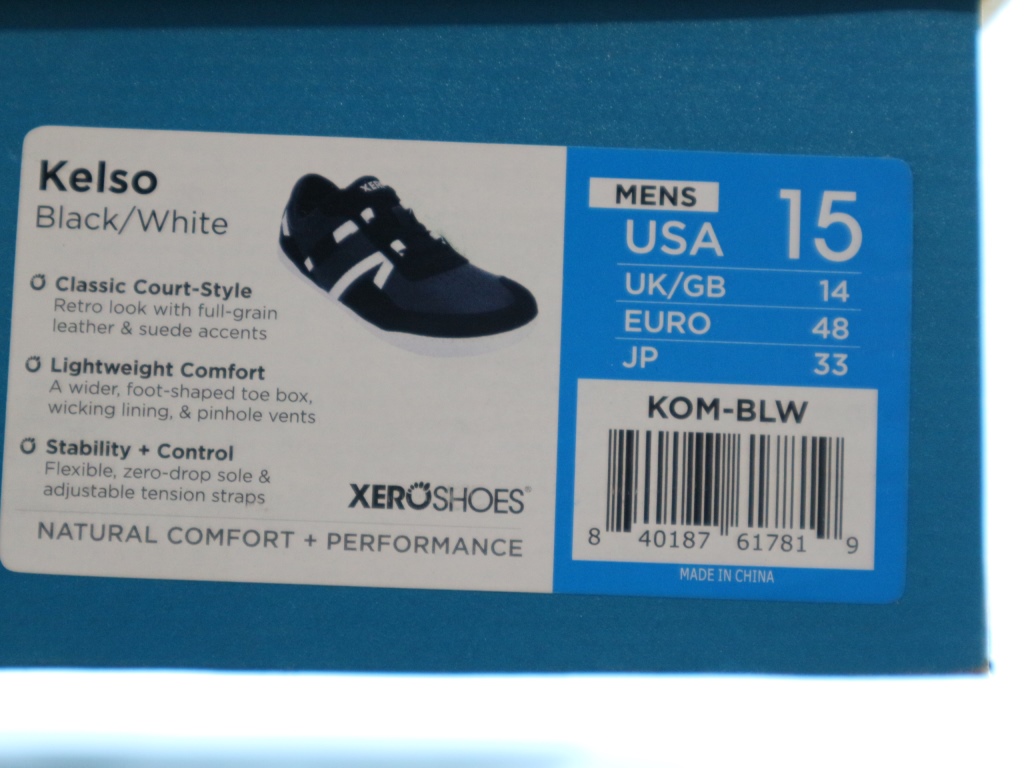 Kelso
Black/White
Classic Court-Style
Retro look with full-grain
leather & suede accents
Lightweight Comfort
A wider, foot-shaped toe box,
wicking lining, & pinhole vents
Stability + Control
Flexible, zero-drop sole &
adjustable tension straps
XEROSHOES®
NATURAL COMFORT + PERFORMANCE
XER
MENS
USA 15
UK/GB 14
EURO 48
JP 33
KOM-BLW
8 40187 61781 9
MADE IN CHINA